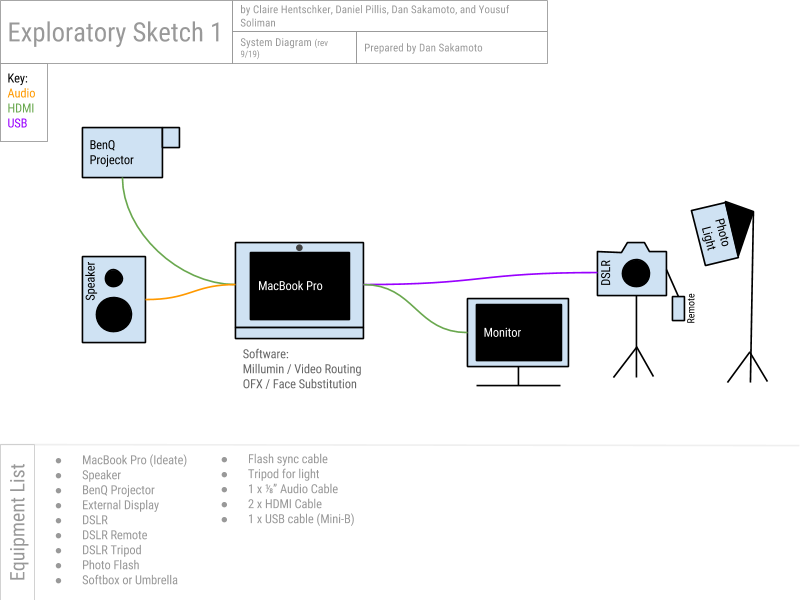 Exploratory Sketch 1
by Claire Hentschker, Daniel Pillis, Dan Sakamoto, and Yousuf
Soliman
System Diagram (rev
9/19)
Prepared by Dan Sakamoto
Key:
Audio
HDMI
USB
BenQ
Projector
Speaker
MacBook Pro
Software:
Millumin / Video Routing
OFX / Face Substitution
Monitor
DSLR
Remote
Photo
Light
Equipment List
● MacBook Pro (Ideate)
● Speaker
● BenQ Projector
● External Display
● DSLR
● DSLR Remote
● DSLR Tripod
● Photo Flash
● Softbox or Umbrella
● Flash sync cable
● Tripod for light
● 1 x ⅛” Audio Cable
● 2 x HDMI Cable
● 1 x USB cable (Mini-B)